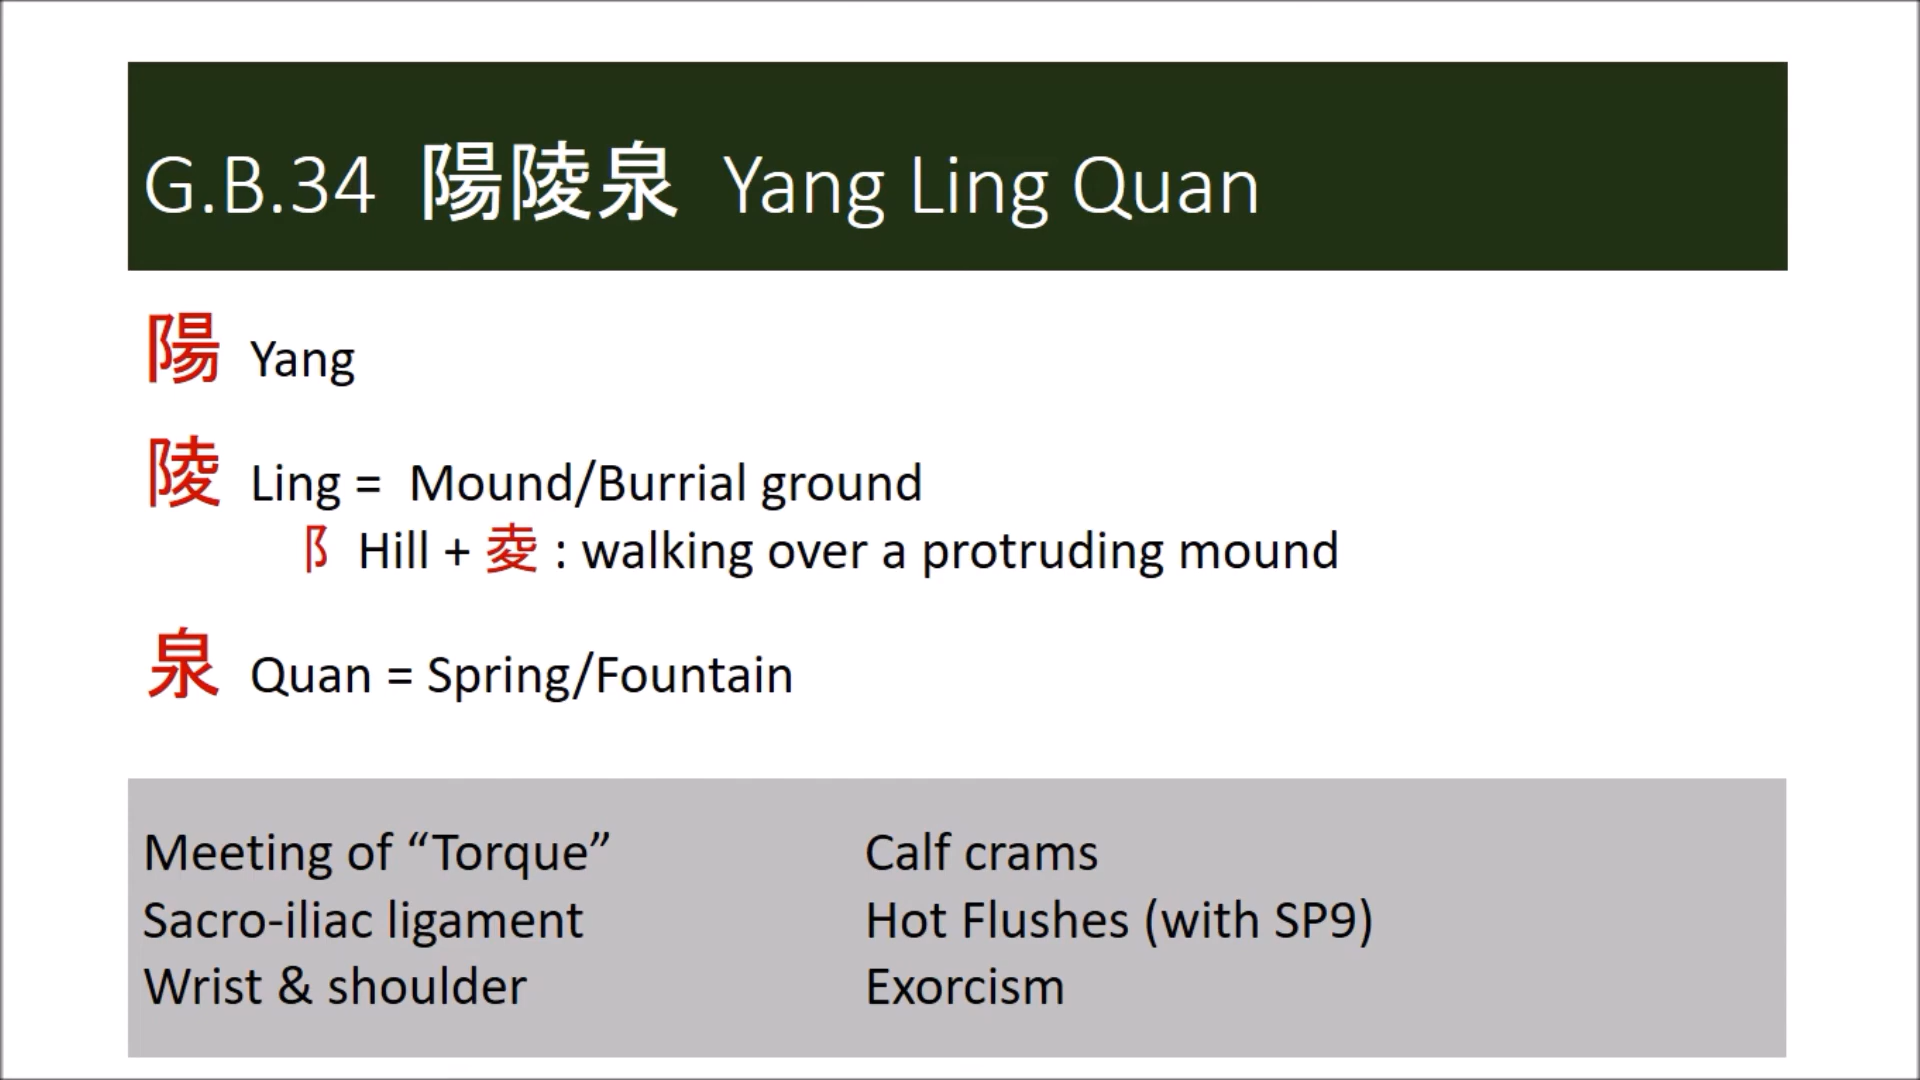 G.B.34 陽陵泉 Yang Ling Quan
陽 Yang
陵 Ling = Mound/Burrial ground
阝 Hill + 夌 : walking over a protruding mound
泉 Quan = Spring/Fountain
Meeting of “Torque”
Sacro-iliac ligament
Wrist & shoulder
Calf crams
Hot Flushes (with SP9)
Exorcism